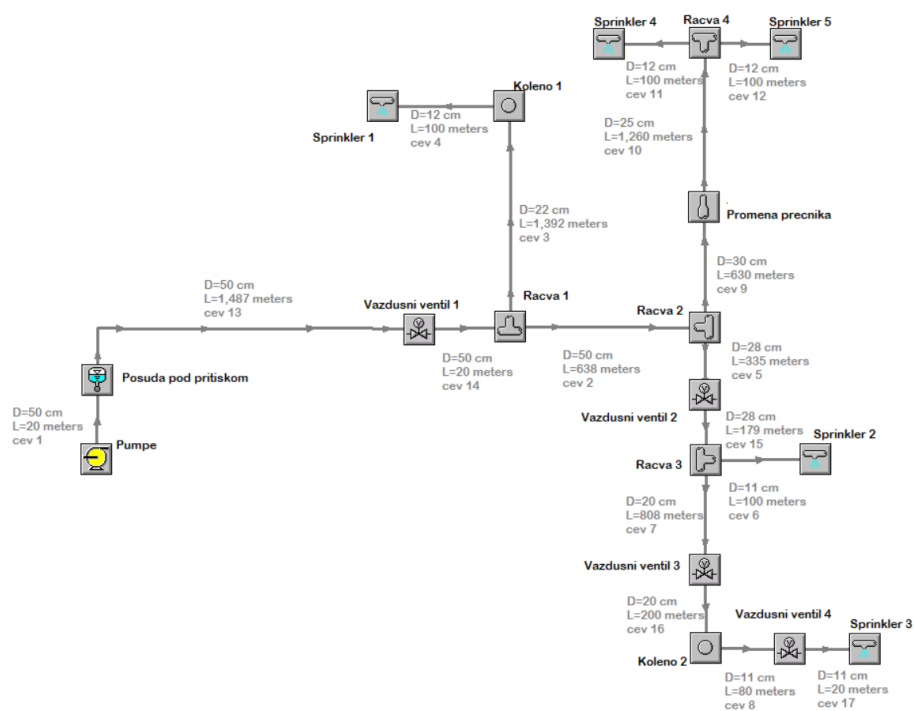 Sprinkler 4
Racva 4
Sprinkler 5
D=12 cm
L=100 meters
cev 11
D=12 cm
L=100 meters
cev 12
Koleno 1
D=12 cm
L=100 meters
cev 4
Sprinkler 1
D=25 cm
L=1,260 meters
cev 10
D=22 cm
L=1,392 meters
cev 3
Promena precnika
D=50 cm
L=1,487 meters
cev 13
D=30 cm
L=630 meters
cev 9
Vazdusni ventil 1
Racva 1
Racva 2
D=50 cm
L=20 meters
cev 14
D=50 cm
L=638 meters
cev 2
D=28 cm
L=335 meters
cev 5
Posuda pod pritiskom
D=50 cm
L=20 meters
cev 1
Pumpe
Vazdusni ventil 2
D=28 cm
L=179 meters
cev 15
Sprinkler 2
Racva 3
D=11 cm
L=100 meters
cev 6
D=20 cm
L=808 meters
cev 7
Vazdusni ventil 3
D=20 cm
L=200 meters
cev 16
Vazdusni ventil 4
Sprinkler 3
Koleno 2
D=11 cm
L=80 meters
cev 8
D=11 cm
L=20 meters
cev 17